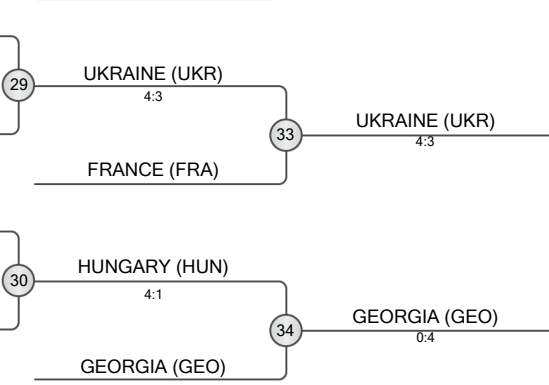 29
UKRAINE (UKR)
4:3
33
UKRAINE (UKR)
4:3
FRANCE (FRA)
30
HUNGARY (HUN)
4:1
34
GEORGIA (GEO)
0:4
GEORGIA (GEO)